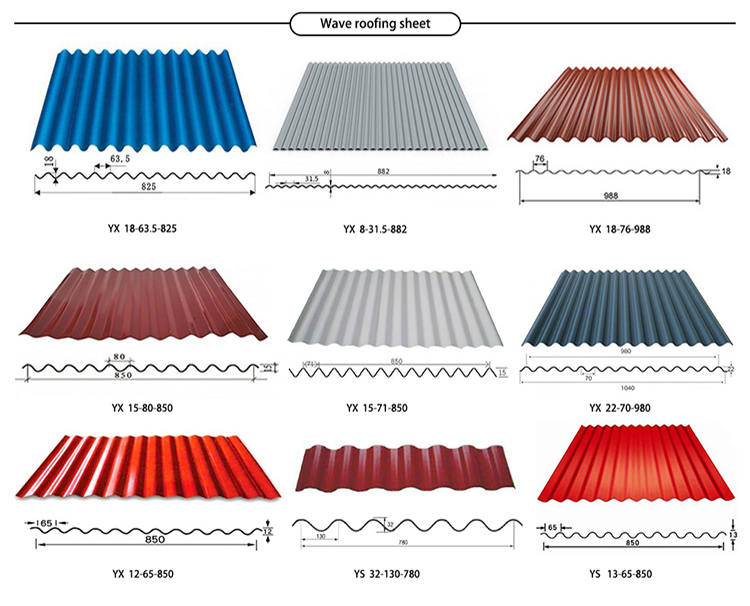 Wave roofing sheet
18
63.5
825
YX 18-63.5-825
882
8
31.5
YX 8-31.5-882
76
18
988
YX 18-76-988
80
15
850
YX 15-80-850
71
850
15
YX 15-71-850
980
22
70
1040
YX 22-70-980
65
12
850
YX 12-65-850
32
130
780
YS 32-130-780
65
13
850
YS 13-65-850